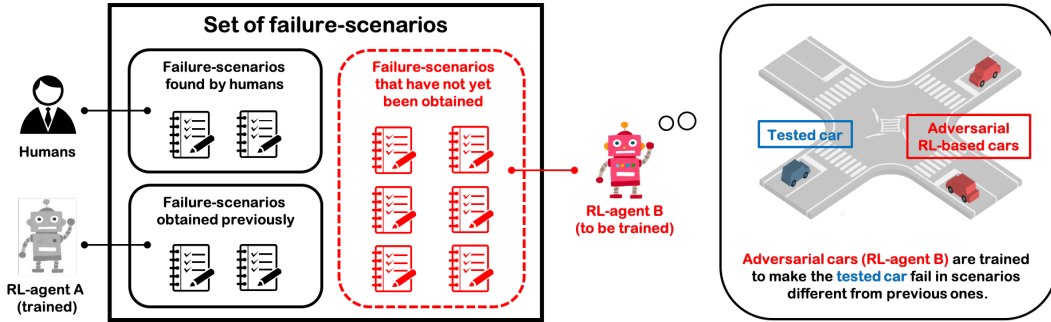 Set of failure-scenarios
Failure-scenarios
found by humans
Failure-scenarios
that have not yet
been obtained
Humans
Failure-scenarios
obtained previously
RL-agent A
(trained)
RL-agent B
(to be trained)
Tested car
Adversarial
RL-based cars
Adversarial cars (RL-agent B) are trained
to make the tested car fail in scenarios
different from previous ones.